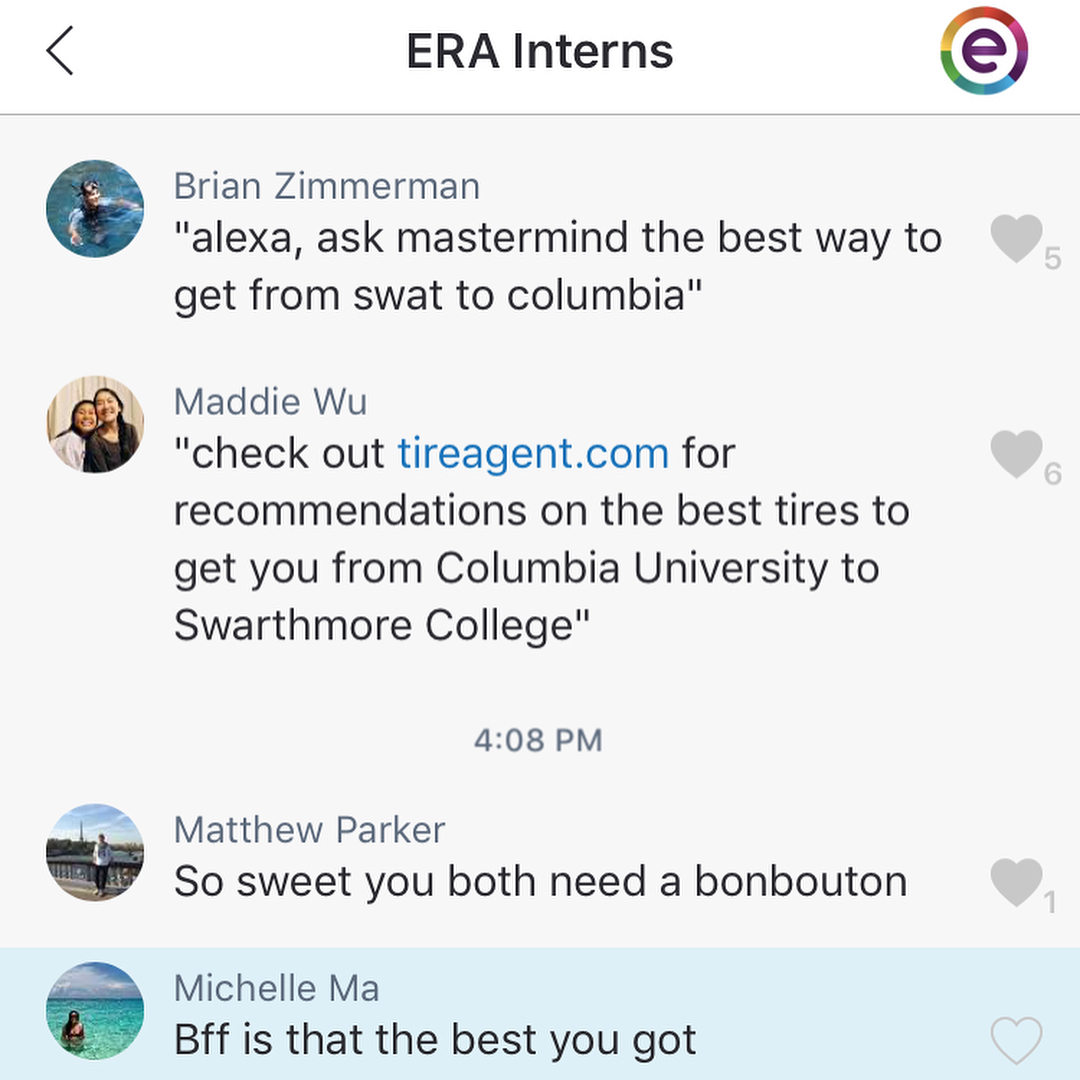 ERA Interns
e
Brian Zimmerman
"alexa, ask mastermind the best way to
get from swat to columbia"
5
Maddie Wu
"check out tireagent.com for
recommendations on the best tires to
get you from Columbia University to
Swarthmore College"
6
4:08 PM
Matthew Parker
So sweet you both need a bonbouton
1
Michelle Ma
Bff is that the best you got